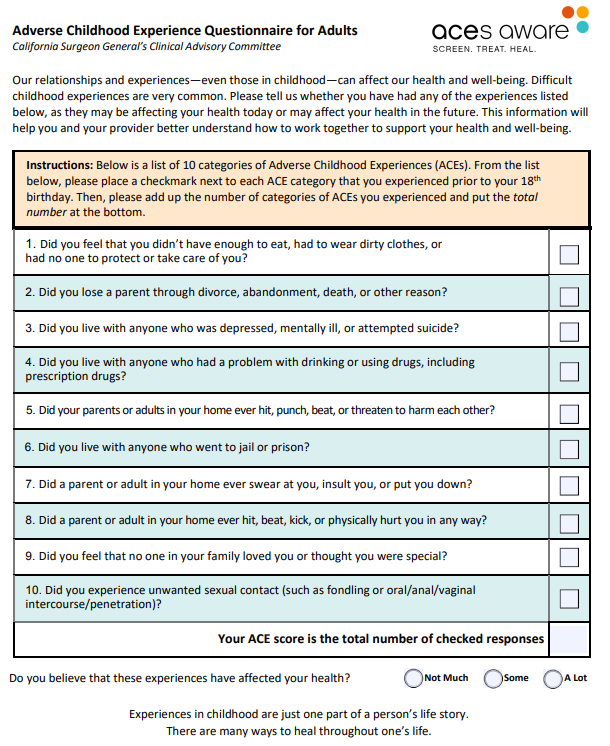 Adverse Childhood Experience Questionnaire for Adults
California Surgeon General's Clinical Advisory Committee
aces aware
SCREEN. TREAT. HEAL.
Our relationships and experiences—even those in childhood—can affect our health and well-being. Difficult
childhood experiences are very common. Please tell us whether you have had any of the experiences listed
below, as they may be affecting your health today or may affect your health in the future. This information will
help you and your provider better understand how to work together to support your health and well-being.
Instructions: Below is a list of 10 categories of Adverse Childhood Experiences (ACEs). From the list
below, please place a checkmark next to each ACE category that you experienced prior to your 18th
birthday. Then, please add up the number of categories of ACEs you experienced and put the total
number at the bottom.
1. Did you feel that you didn't have enough to eat, had to wear dirty clothes, or
had no one to protect or take care of you?
2. Did you lose a parent through divorce, abandonment, death, or other reason?
3. Did you live with anyone who was depressed, mentally ill, or attempted suicide?
4. Did you live with anyone who had a problem with drinking or using drugs, including
prescription drugs?
5. Did your parents or adults in your home ever hit, punch, beat, or threaten to harm each other?
6. Did you live with anyone who went to jail or prison?
7. Did a parent or adult in your home ever swear at you, insult you, or put you down?
8. Did a parent or adult in your home ever hit, beat, kick, or physically hurt you in any way?
9. Did you feel that no one in your family loved you or thought you were special?
10. Did you experience unwanted sexual contact (such as fondling or oral/anal/vaginal
intercourse/penetration)?
Your ACE score is the total number of checked responses
Do you believe that these experiences have affected your health? Not Much Some A Lot
Experiences in childhood are just one part of a person's life story.
There are many ways to heal throughout one's life.